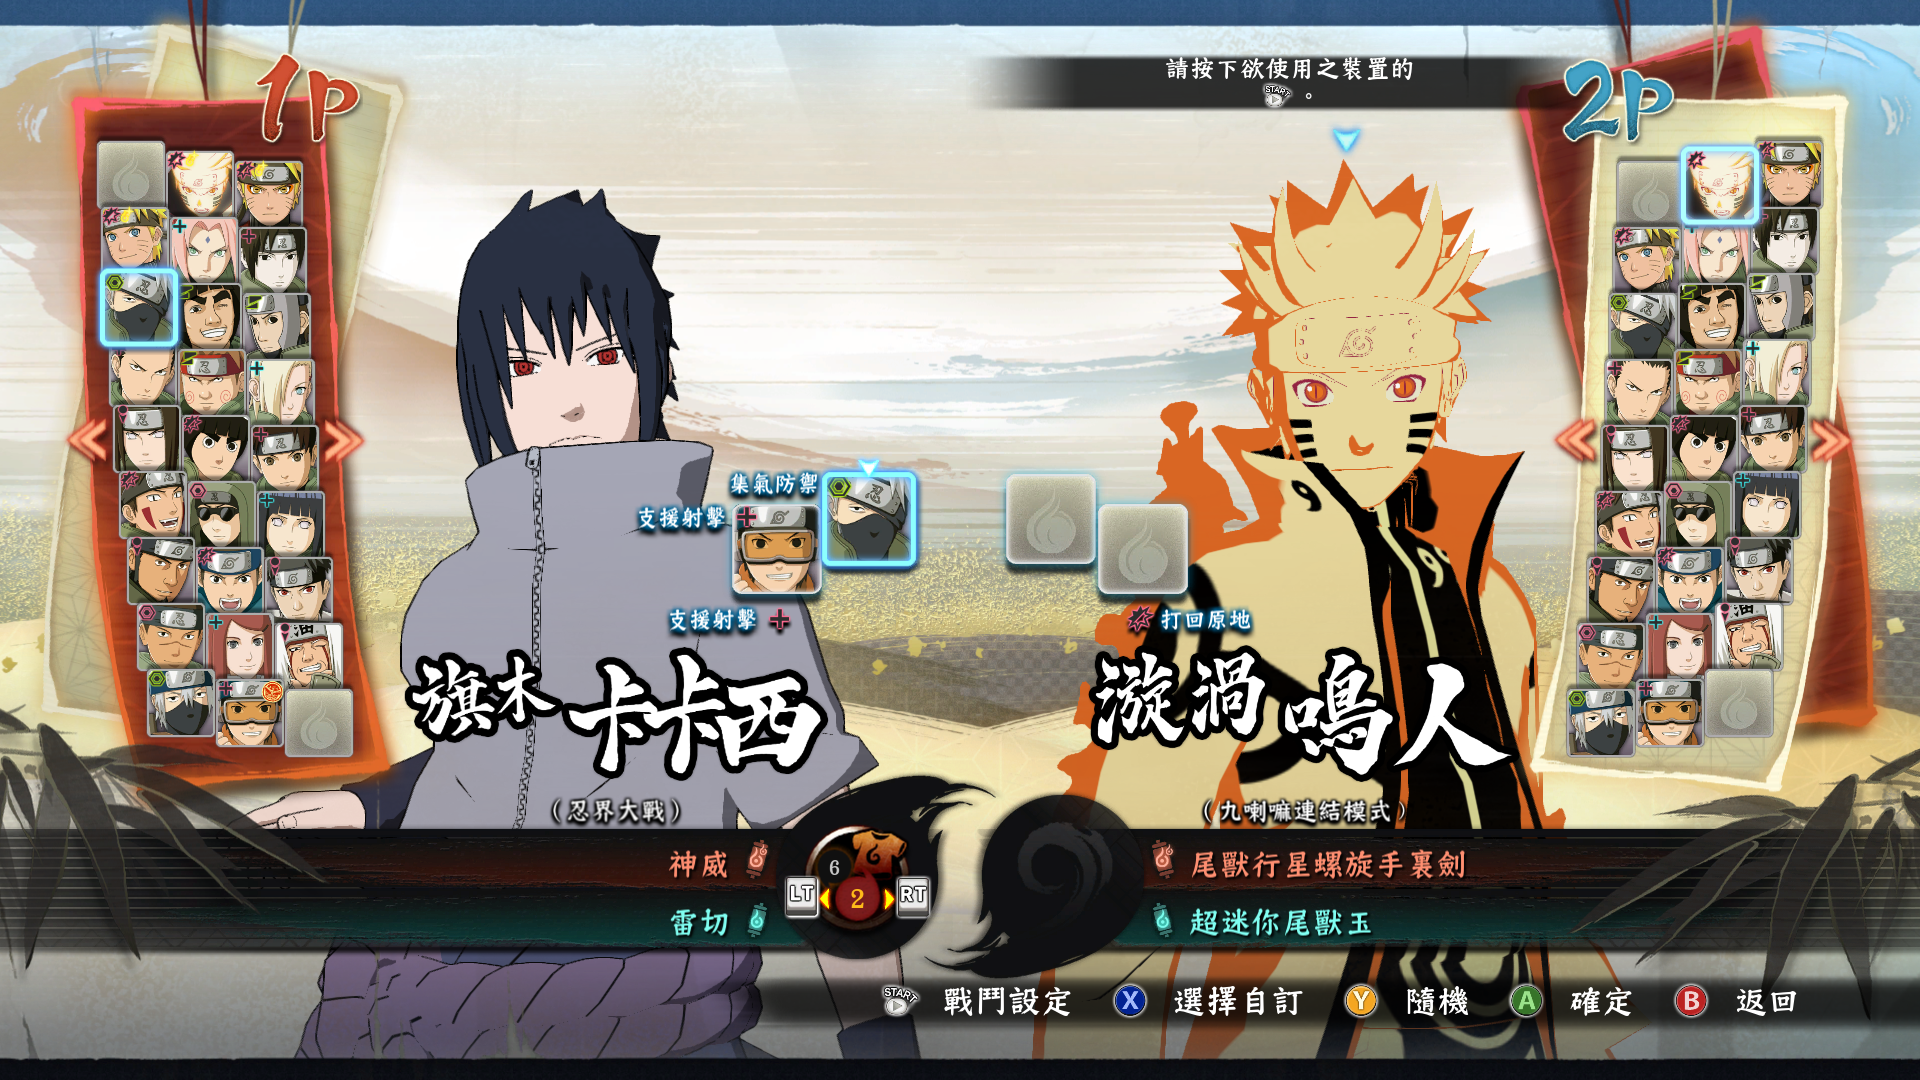 1P
2P
請按下欲使用之裝置的
START 。
集氣防禦
支援射擊
支援射擊
打回原地
旗木 卡卡西
漩渦 鳴人
（忍界大戰）
（九喇嘛連結模式）
神威
尾獸行星螺旋手裏劍
6
LT 2 RT
雷切
超迷你尾獸玉
START 戰鬥設定 X 選擇自訂 Y 隨機 A 確定 B 返回